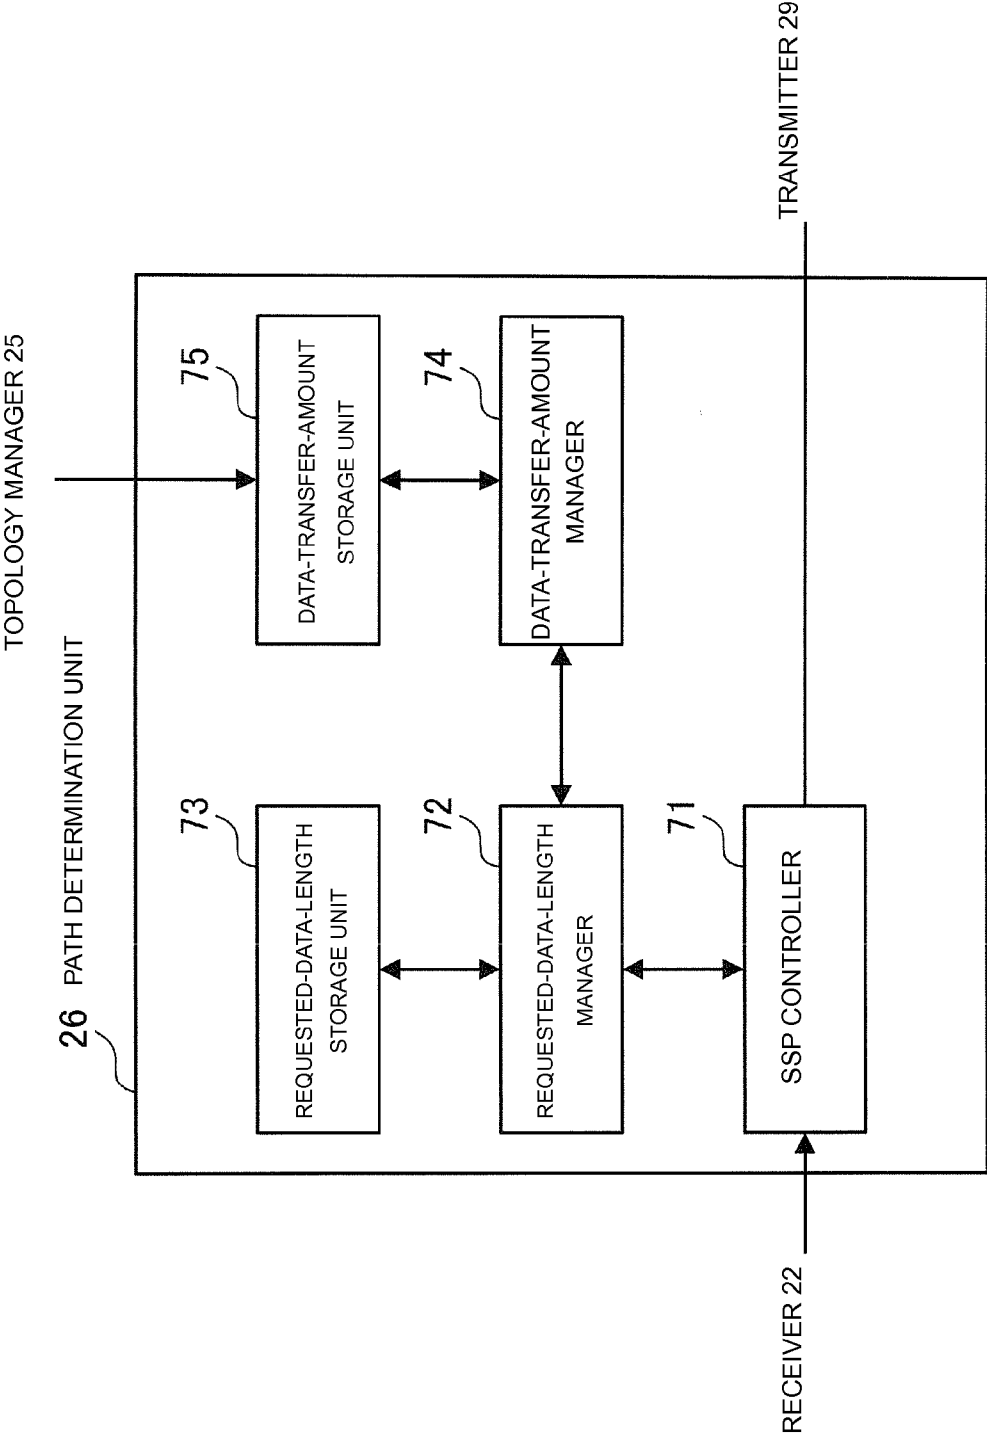 TOPOLOGY MANAGER 25
26
PATH DETERMINATION UNIT
73
REQUESTED-DATA-LENGTH
STORAGE UNIT
75
DATA-TRANSFER-AMOUNT
STORAGE UNIT
72
REQUESTED-DATA-LENGTH
MANAGER
74
DATA-TRANSFER-AMOUNT
MANAGER
71
SSP CONTROLLER
RECEIVER 22
TRANSMITTER 29